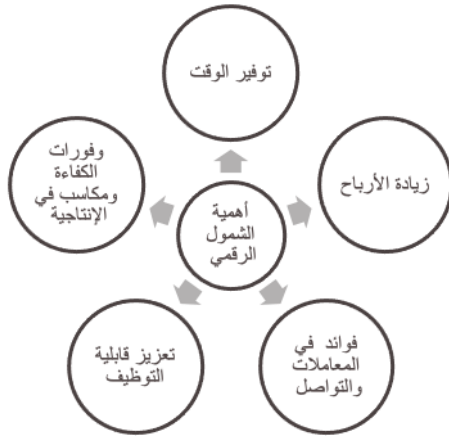 توفير الوقت
زيادة الأرباح
وفورات
الكفاءة
ومكاسب في
الإنتاجية
أهمية
الشمول
الرقمي
فوائد في
المعاملات
والتواصل
تعزيز قابلية
التوظيف